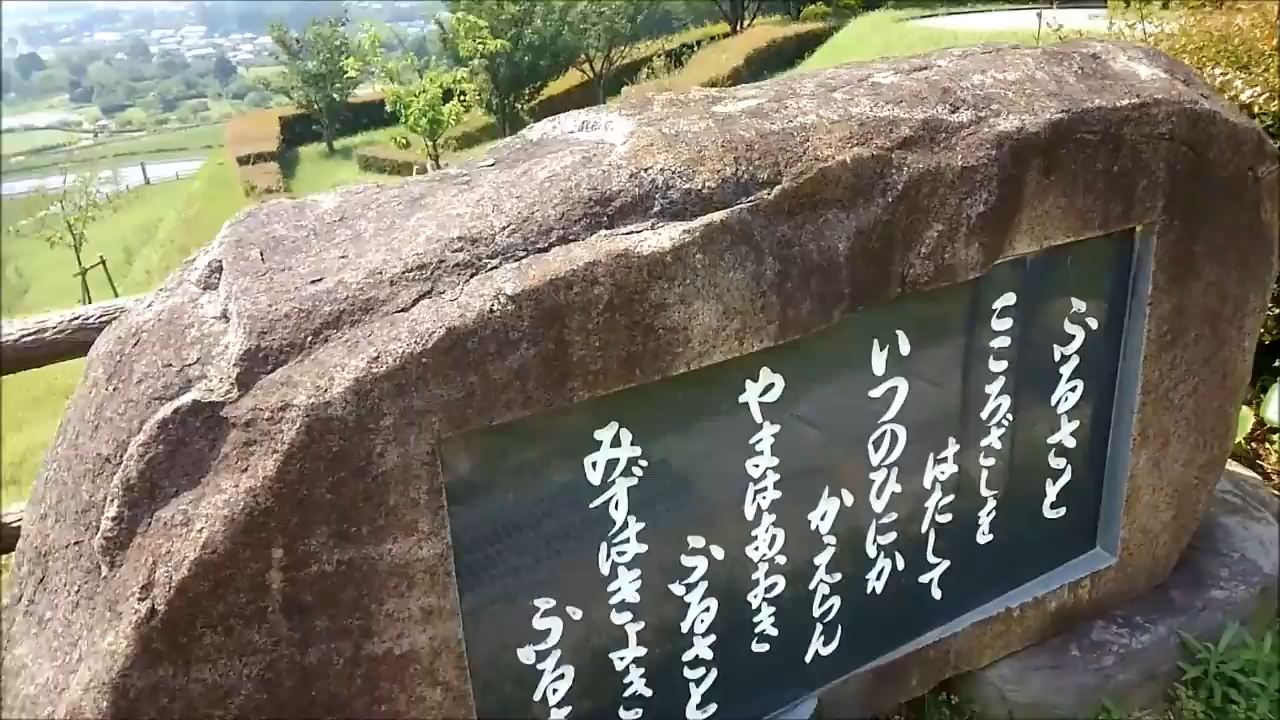 ふるさと
こころざしを
はたして
いつのひにか
かえらん
やまはあおき
ふるさと
みずはきよき
ふる